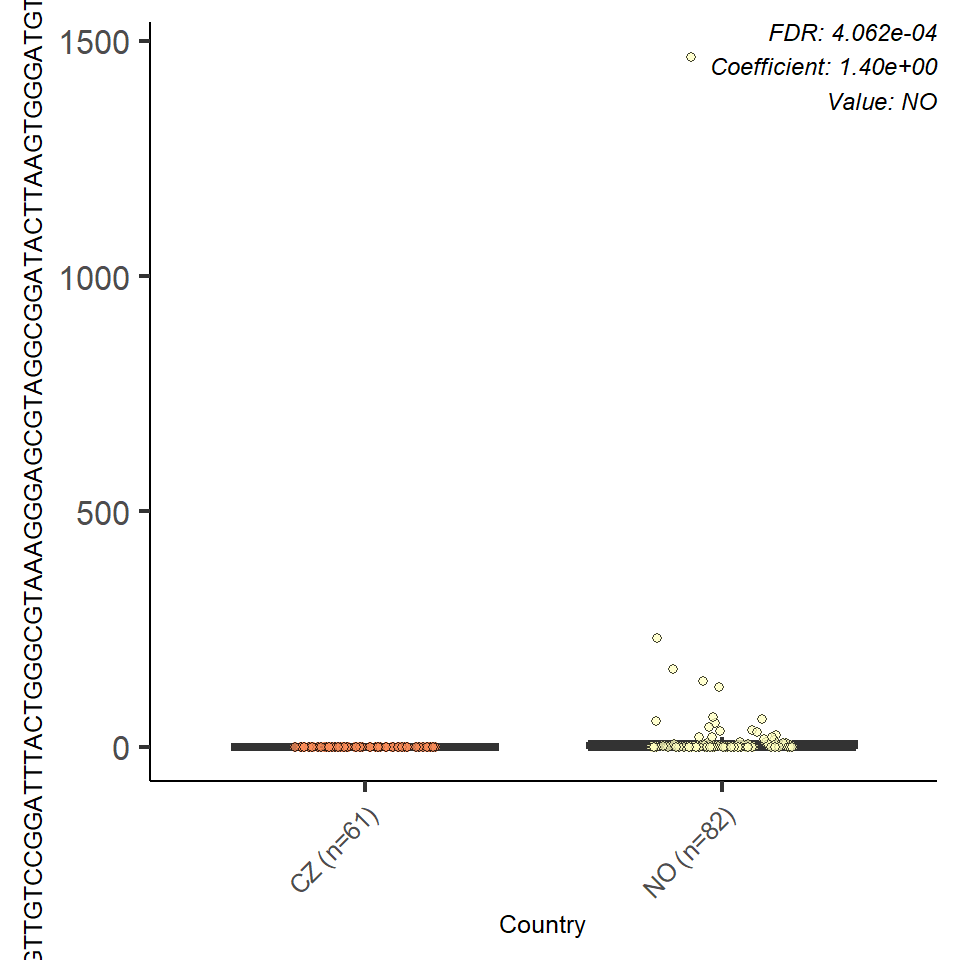 GTTGTCCGGATTTACTGGGCGTAAAGGGAGCGTAGGCGGATACTTAAGTGGGATGT
1500
1000
500
0
FDR: 4.062e-04
Coefficient: 1.40e+00
Value: NO
CZ (n=61)
NO (n=82)
Country